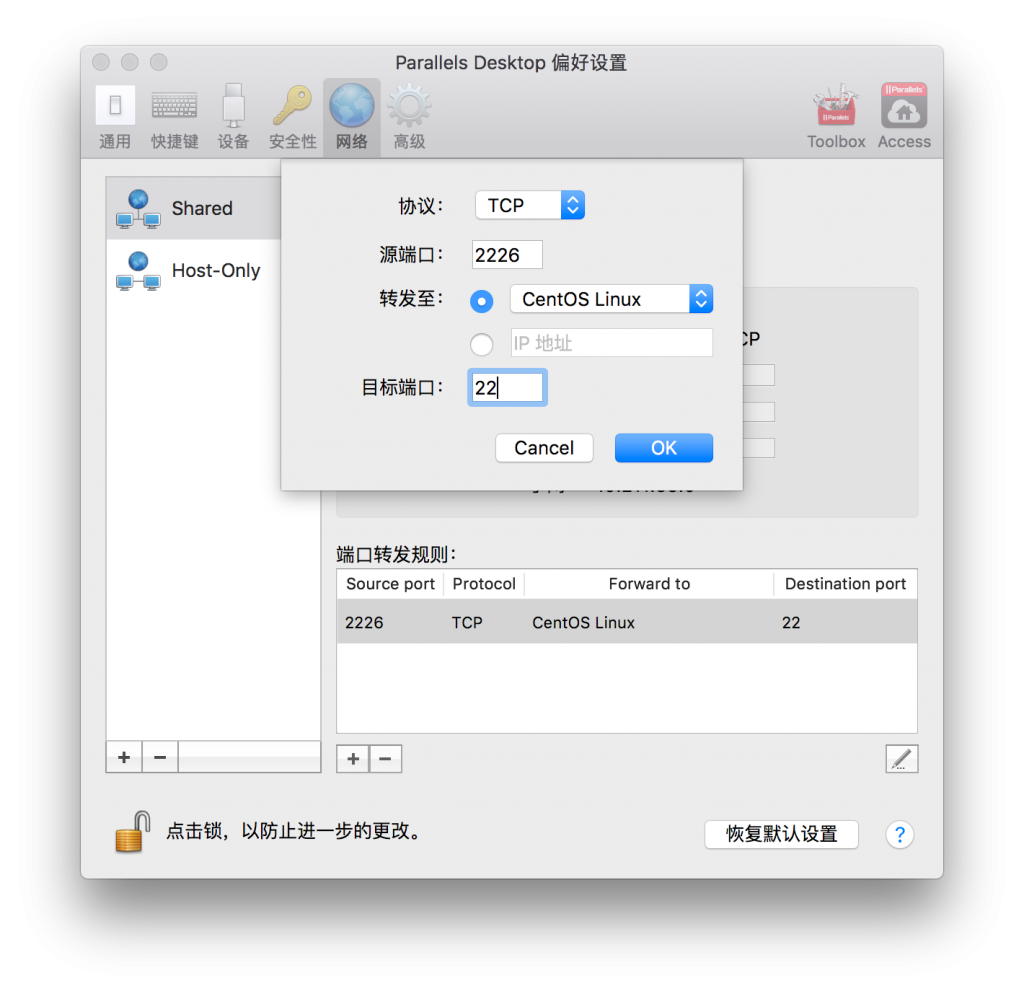 Parallels Desktop 偏好设置
通用 快捷键 设备 安全性 网络 高级 Toolbox Access
Shared
Host-Only
协议： TCP
源端口： 2226
转发至： CentOS Linux
IP 地址
目标端口： 22
Cancel OK
端口转发规则：
Source port Protocol Forward to Destination port
2226 TCP CentOS Linux 22
点击锁，以防止进一步的更改。
恢复默认设置 ?